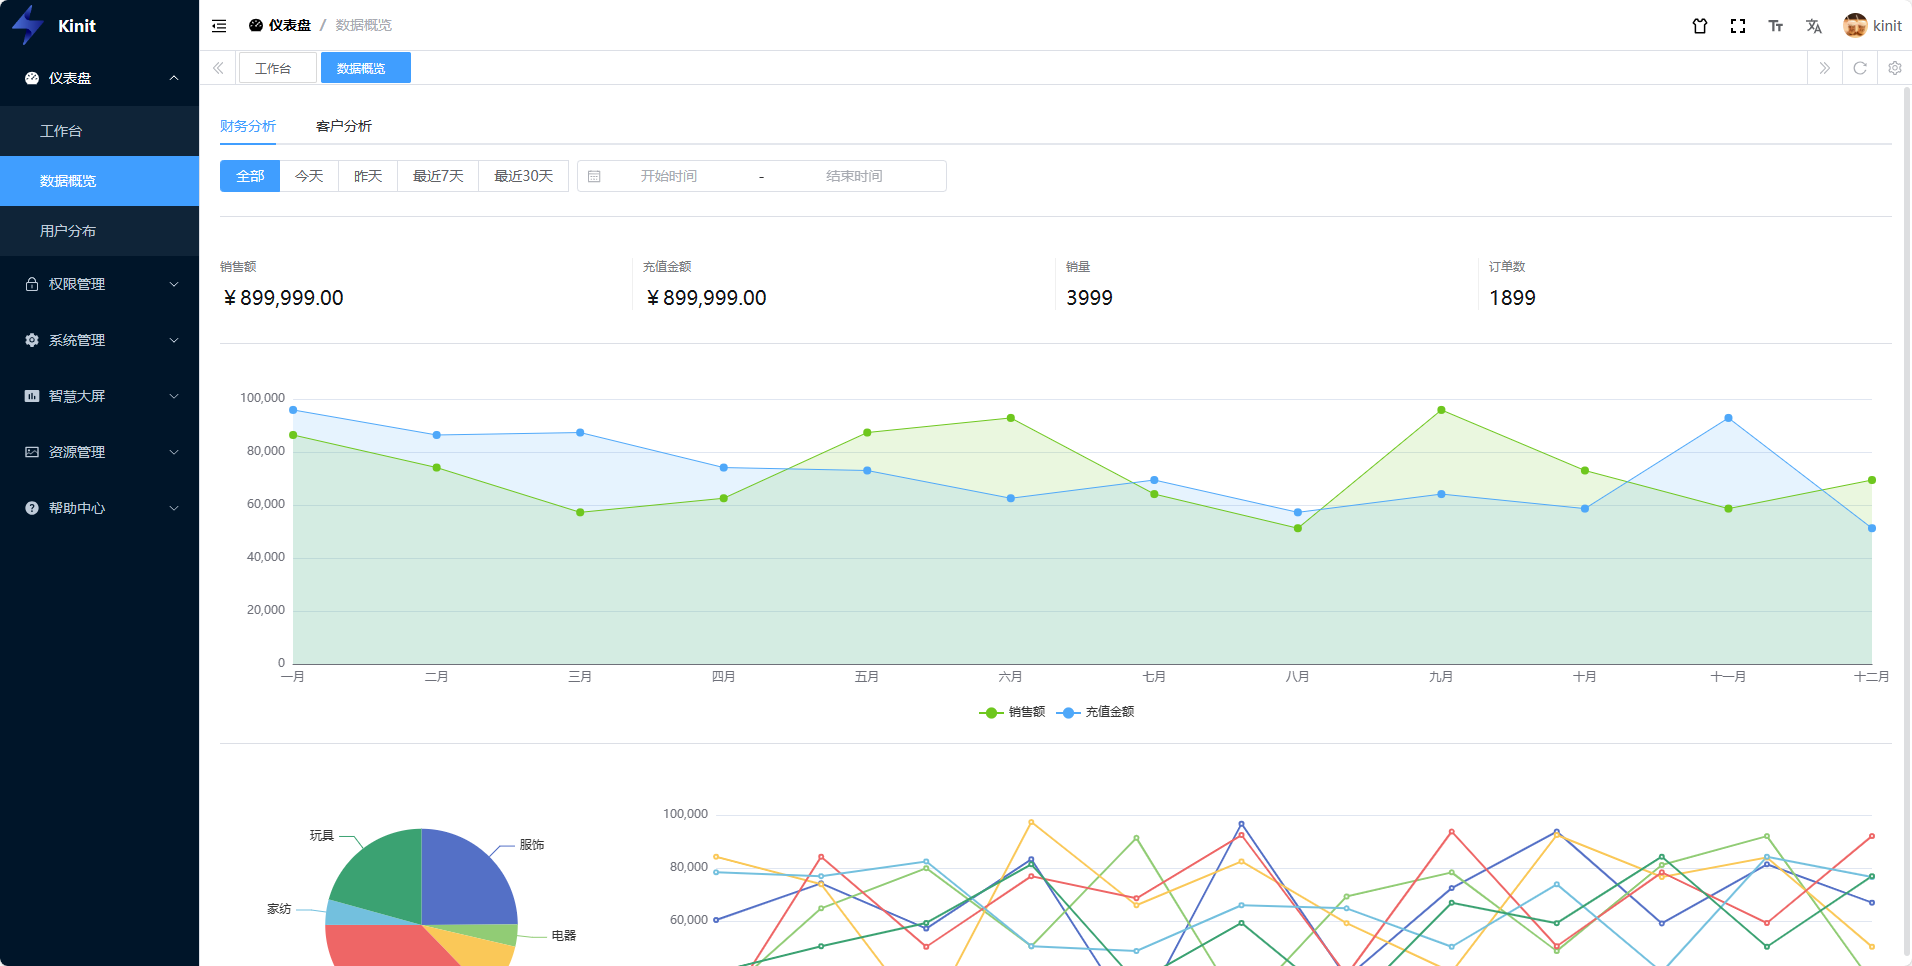 Kinit
仪表盘 / 数据概览
kinit
仪表盘
工作台
数据概览
用户分布
权限管理
系统管理
智慧大屏
资源管理
帮助中心
工作台 数据概览
财务分析 客户分析
全部 今天 昨天 最近7天 最近30天 开始时间 - 结束时间
销售额 充值金额 销量 订单数
¥899,999.00 ¥899,999.00 3999 1899
100,000
80,000
60,000
40,000
20,000
0
一月 二月 三月 四月 五月 六月 七月 八月 九月 十月 十一月 十二月
销售额 充值金额
玩具
服饰
家纺
电器
100,000
80,000
60,000